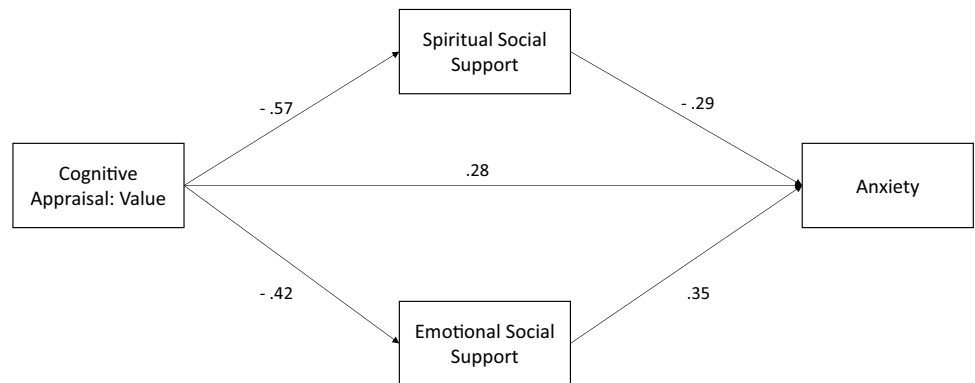 Spiritual Social
Support
- .57
- .29
Cognitive
Appraisal: Value
.28
Anxiety
- .42
.35
Emotional Social
Support